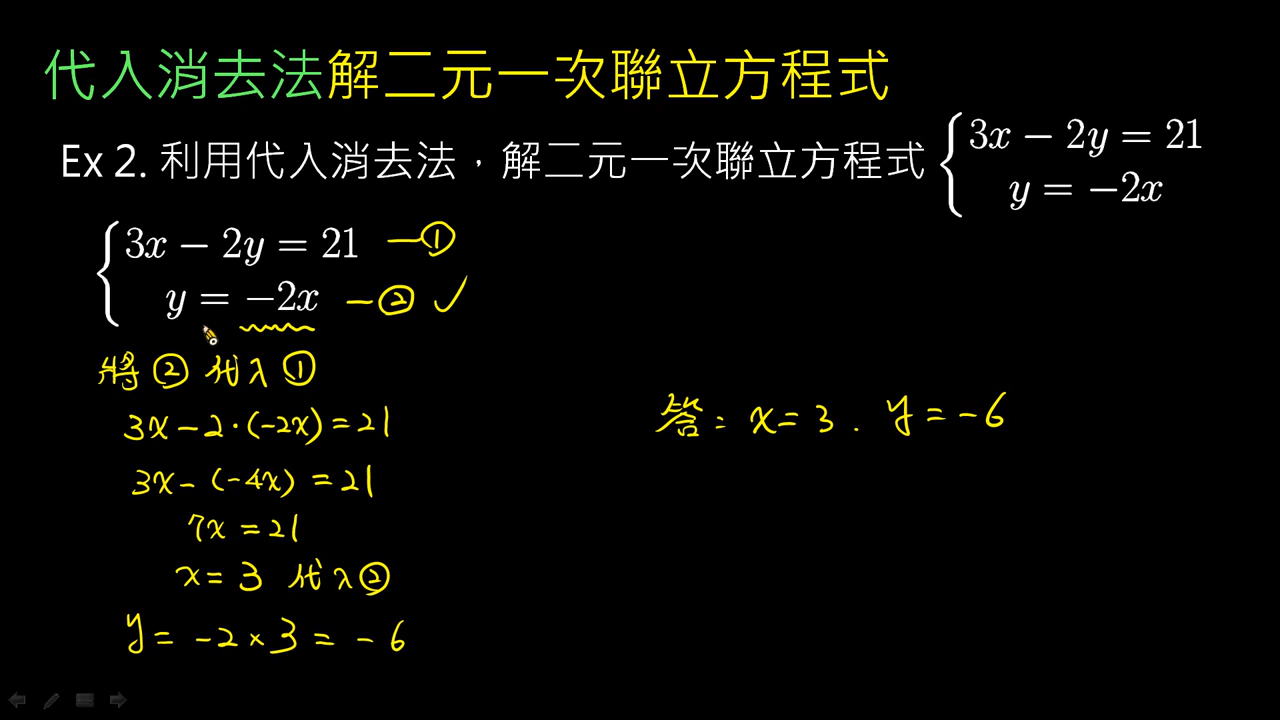 代入消去法解二元一次聯立方程式
Ex 2. 利用代入消去法，解二元一次聯立方程式 { 3x − 2y = 21
y = −2x
{ 3x − 2y = 21 —①
y = −2x —② ✓
將②代入①
3x−2·(−2x)=21
3x−(−4x)=21
7x=21
x=3 代入②
y=−2×3=−6
答：x=3．y=−6